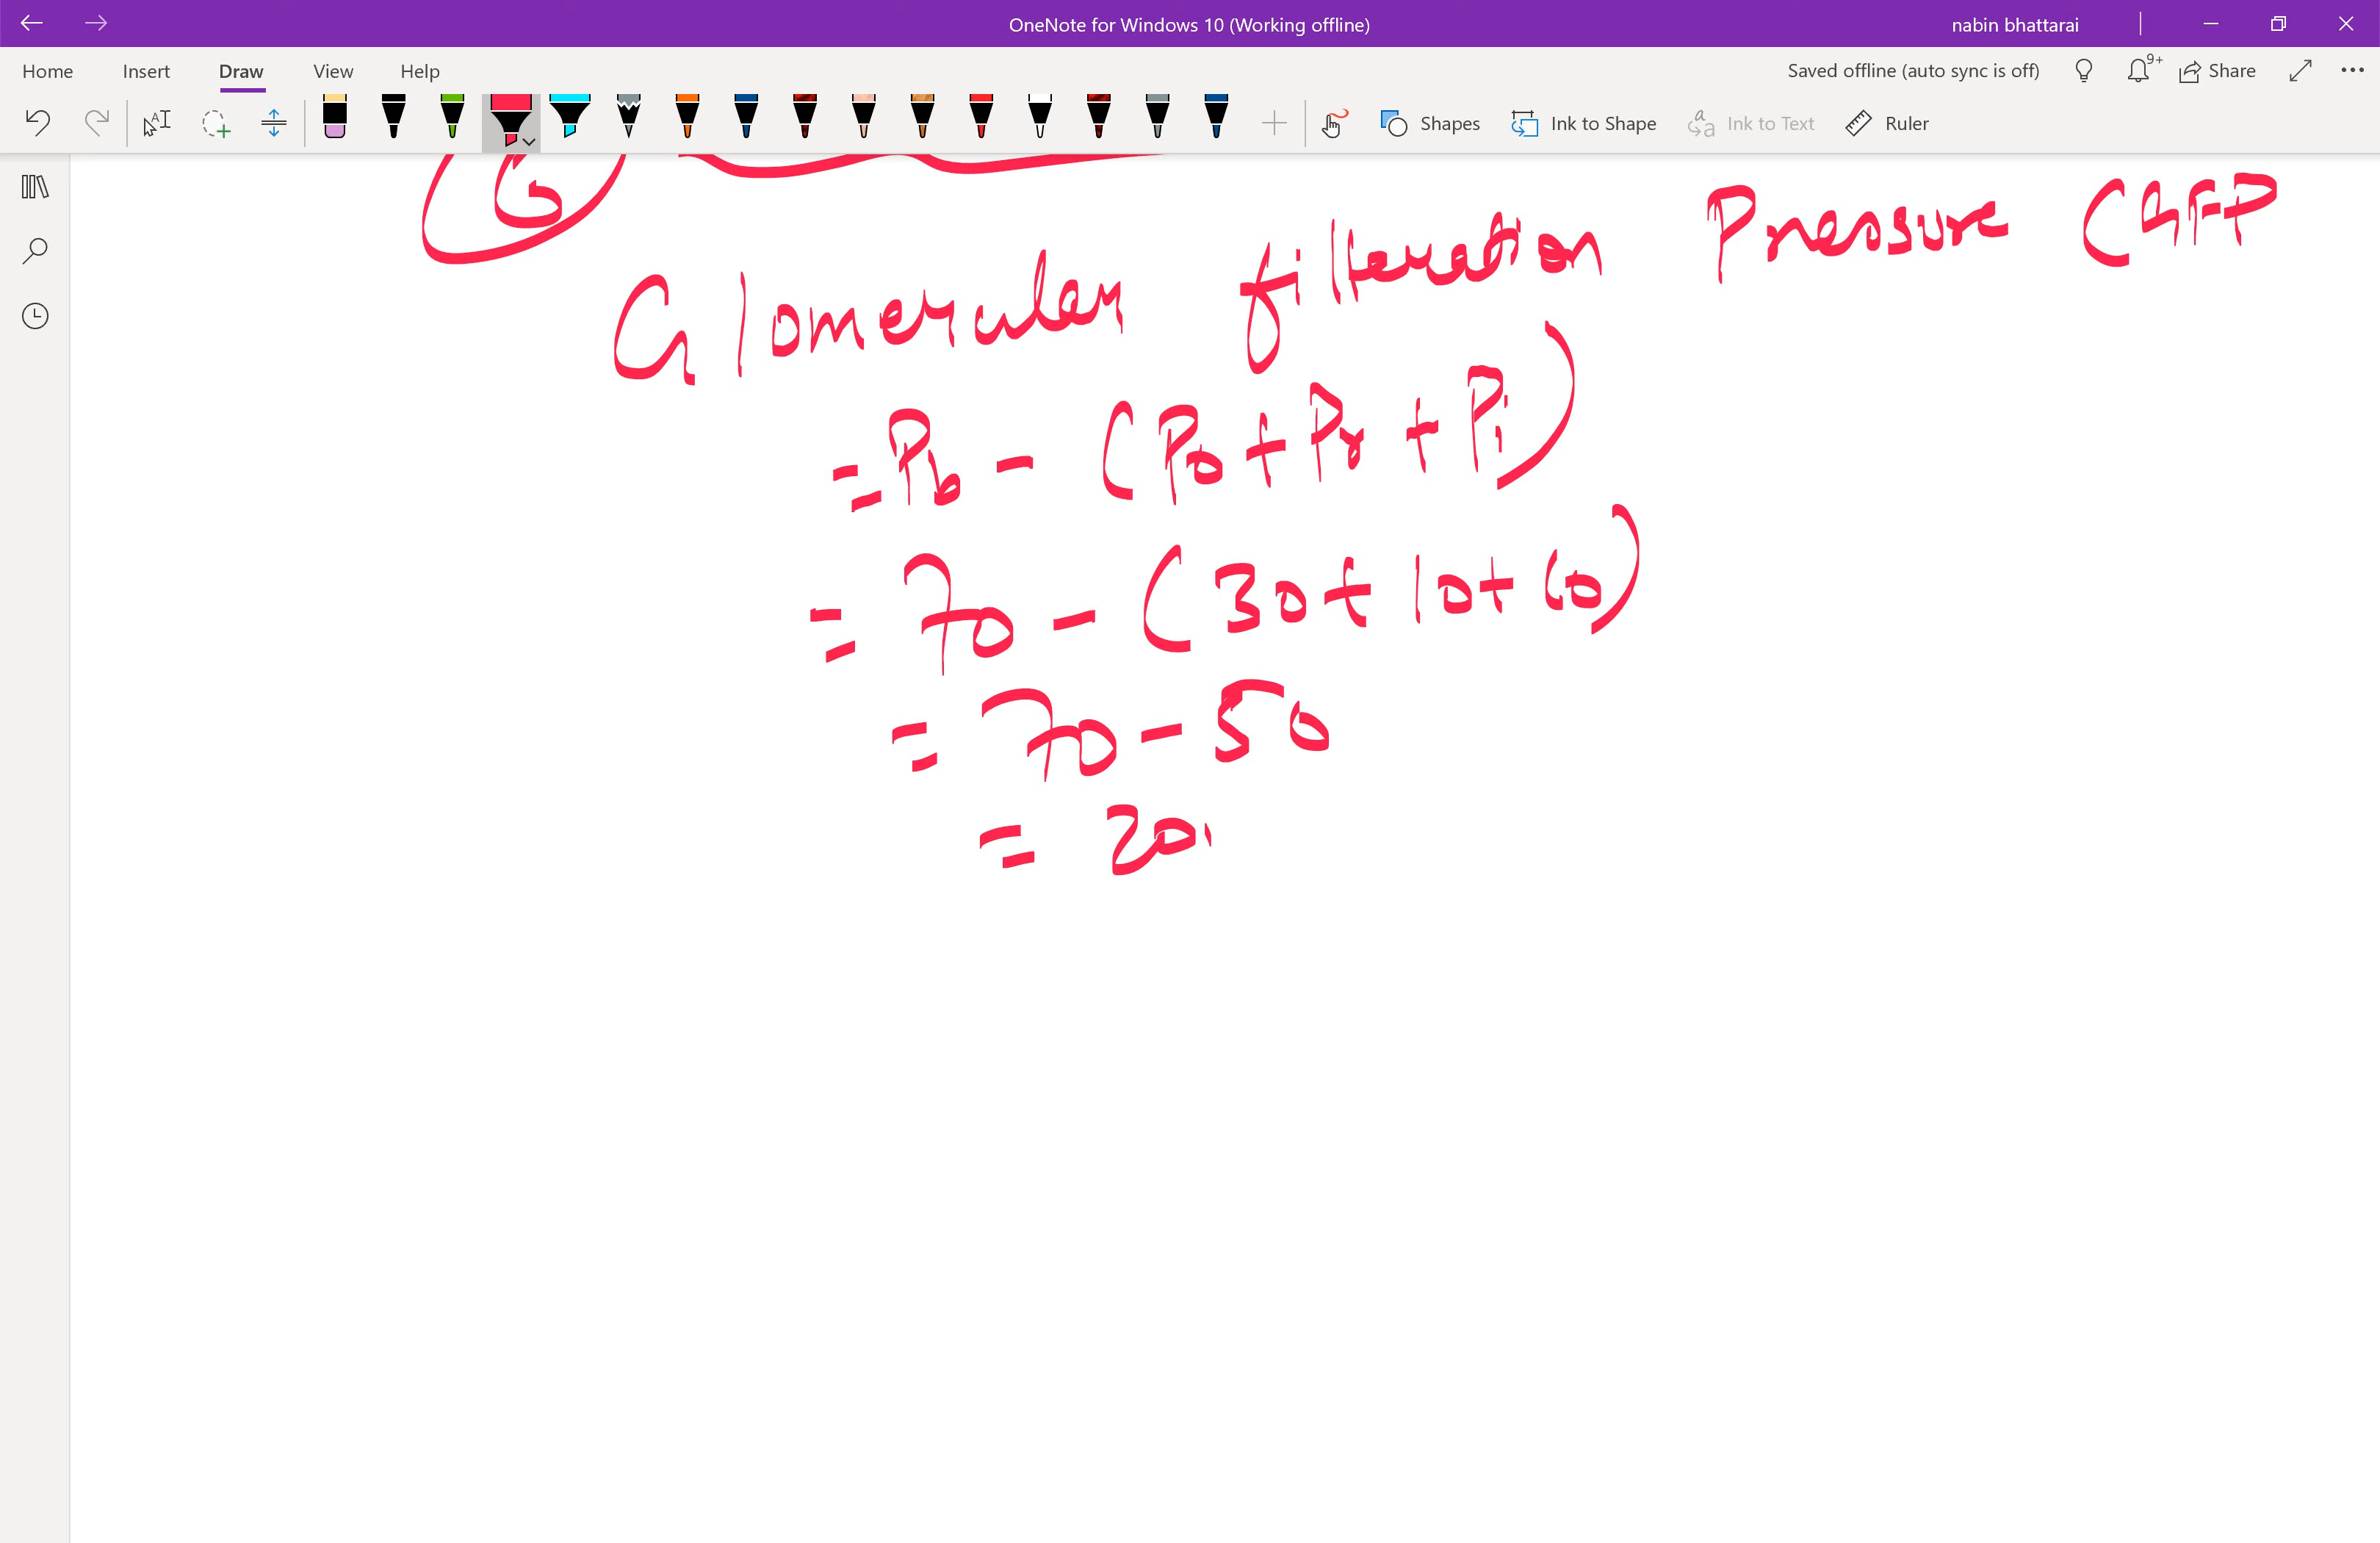 OneNote for Windows 10 (Working offline)
nabin bhattarai
Home Insert Draw View Help
Saved offline (auto sync is off)
9+
Share
Shapes Ink to Shape Ink to Text Ruler
Glomerular filteration Pressure (GFP
= Pb - (Po + Pr + Pi)
= 70 - (30 + 10 + 10)
= 70 - 50
= 20